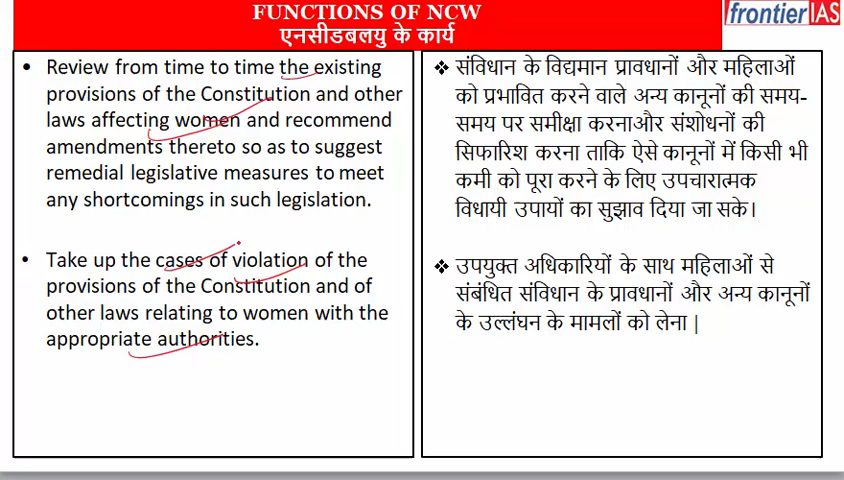 FUNCTIONS OF NCW
एनसीडबलयु के कार्य
frontierIAS
• Review from time to time the existing
provisions of the Constitution and other
laws affecting women and recommend
amendments thereto so as to suggest
remedial legislative measures to meet
any shortcomings in such legislation.
• Take up the cases of violation of the
provisions of the Constitution and of
other laws relating to women with the
appropriate authorities.
❖ संविधान के विद्यमान प्रावधानों और महिलाओं
को प्रभावित करने वाले अन्य कानूनों की समय-
समय पर समीक्षा करनाऔर संशोधनों की
सिफारिश करना ताकि ऐसे कानूनों में किसी भी
कमी को पूरा करने के लिए उपचारात्मक
विधायी उपायों का सुझाव दिया जा सके।
❖ उपयुक्त अधिकारियों के साथ महिलाओं से
संबंधित संविधान के प्रावधानों और अन्य कानूनों
के उल्लंघन के मामलों को लेना |